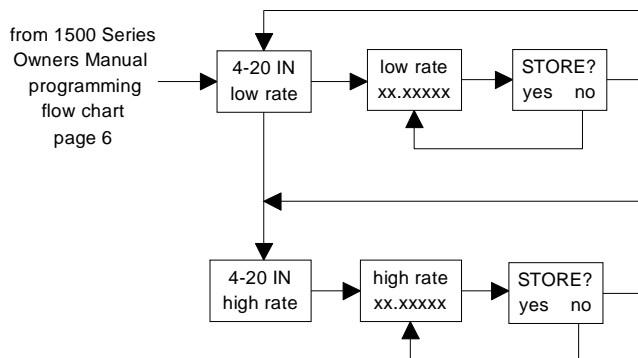 from 1500 Series
Owners Manual
programming
flow chart
page 6
4-20 IN
low rate
low rate
xx.xxxxx
STORE?
yes no
4-20 IN
high rate
high rate
xx.xxxxx
STORE?
yes no